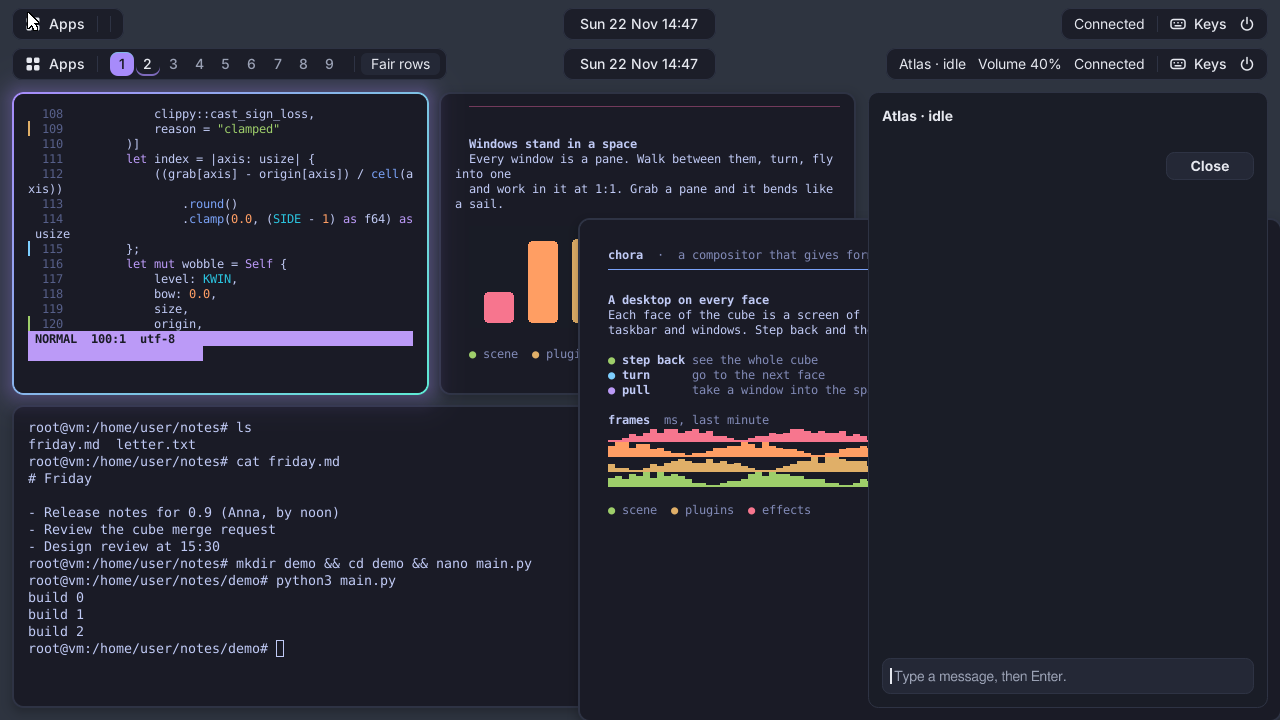 Apps
Sun 22 Nov 14:47
Connected
Keys
Apps
1 2 3 4 5 6 7 8 9
Fair rows
Sun 22 Nov 14:47
Atlas · idle
Volume 40%
Connected
Keys
108 clippy::cast_sign_loss,
109 reason = "clamped"
110 )]
111 let index = |axis: usize| {
112 ((grab[axis] - origin[axis]) / cell(a
xis))
113 .round()
114 .clamp(0.0, (SIDE - 1) as f64) as
usize
115 };
116 let mut wobble = Self {
117 level: KWIN,
118 bow: 0.0,
119 size,
120 origin,
NORMAL 100:1 utf-8
Windows stand in a space
Every window is a pane. Walk between them, turn, fly
into one
and work in it at 1:1. Grab a pane and it bends like
a sail.
● scene ● plugi
chora · a compositor that gives for
A desktop on every face
Each face of the cube is a screen of
taskbar and windows. Step back and th
● step back see the whole cube
● turn go to the next face
● pull take a window into the sp
frames ms, last minute
● scene ● plugins ● effects
root@vm:/home/user/notes# ls
friday.md letter.txt
root@vm:/home/user/notes# cat friday.md
# Friday
- Release notes for 0.9 (Anna, by noon)
- Review the cube merge request
- Design review at 15:30
root@vm:/home/user/notes# mkdir demo && cd demo && nano main.py
root@vm:/home/user/notes/demo# python3 main.py
build 0
build 1
build 2
root@vm:/home/user/notes/demo#
Atlas · idle
Close
Type a message, then Enter.